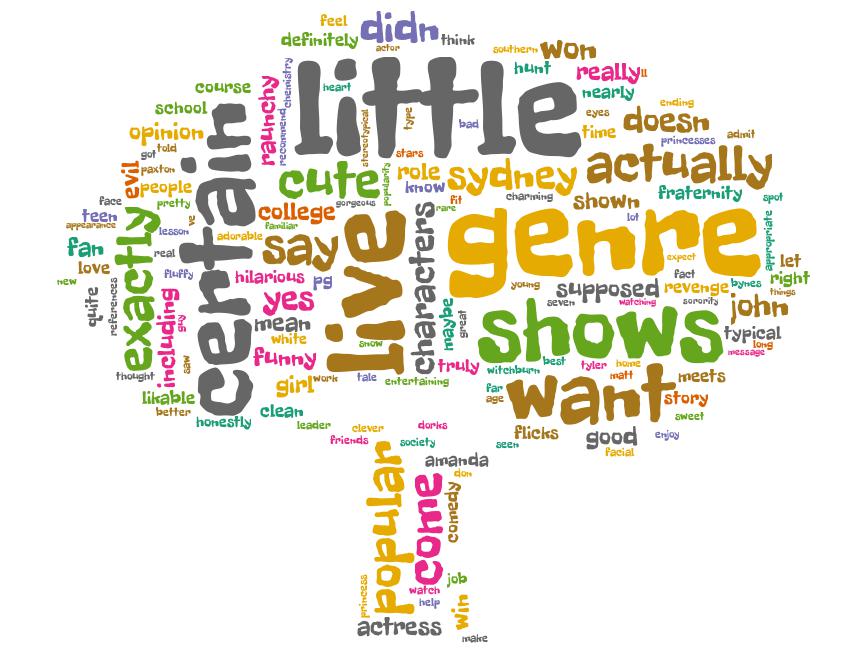 feel
didn
definitely
actor
think
southern
won
little
hunt
really
ll
nearly
course
raunchy
chemistry
heart
school
recommend
stereotypical
type
bad
eyes
ending
time
doesn
opinion
told
got
stars
princesses
admit
certain
evil
paxton
people
cute
popularity
role
know
sydney
actually
face
pretty
gorgeous
charming
fraternity
spot
teen
appearance
lesson
ve
college
familiar
live
characters
rare
fit
shown
lot
genre
appropriate
fan
exactly
real
adorable
say
expect
let
love
new
fluffy
hilarious
pg
young
supposed
fact
revenge
bynes
right
things
quite
references
including
guy
yes
maybe
great
seven
watching
sorority
john
mean
white
shows
typical
long
message
snow
funny
truly
witchburn
best
tyler
home
thought
saw
girl
work
tale
entertaining
far
age
want
matt
meets
likable
story
better
clean
sweet
honestly
leader
clever
dorks
flicks
good
enjoy
friends
society
seen
facial
popular
amanda
don
come
comedy
princess
watch
job
help
win
actress
make